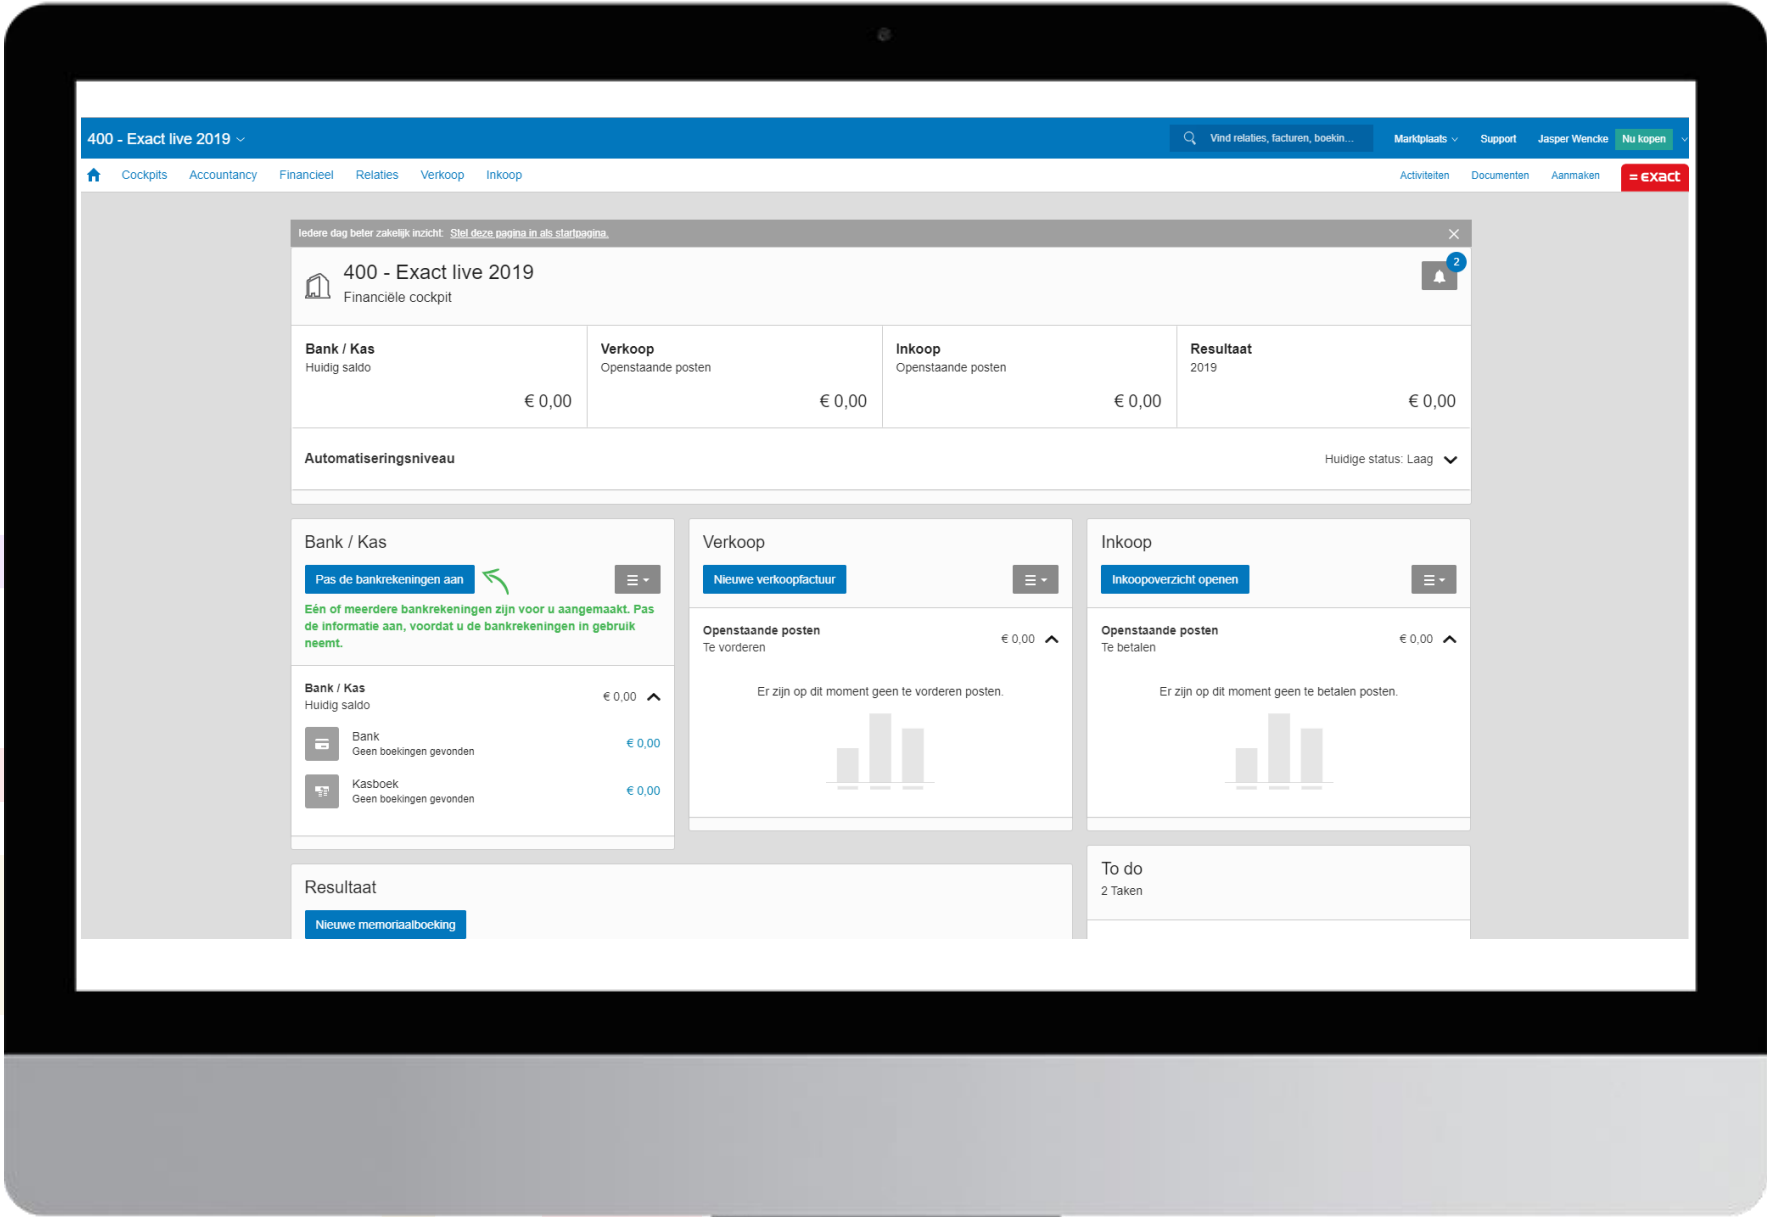 400 - Exact live 2019
Vind relaties, facturen, boekin...
Marktplaats
Support
Jasper Wencke
Nu kopen
Cockpits
Accountancy
Financieel
Relaties
Verkoop
Inkoop
Activiteiten
Documenten
Aanmaken
= exact
Iedere dag beter zakelijk inzicht: Stel deze pagina in als startpagina.
400 - Exact live 2019
2
Financiële cockpit
Bank / Kas
Huidig saldo
€ 0,00
Verkoop
Openstaande posten
€ 0,00
Inkoop
Openstaande posten
€ 0,00
Resultaat
2019
€ 0,00
Automatiseringsniveau
Huidige status: Laag
Bank / Kas
Pas de bankrekeningen aan
Eén of meerdere bankrekeningen zijn voor u aangemaakt. Pas
de informatie aan, voordat u de bankrekeningen in gebruik
neemt.
Bank / Kas
Huidig saldo
€ 0,00
Bank
Geen boekingen gevonden
€ 0,00
Kasboek
Geen boekingen gevonden
€ 0,00
Verkoop
Nieuwe verkoopfactuur
Openstaande posten
Te vorderen
€ 0,00
Er zijn op dit moment geen te vorderen posten.
Inkoop
Inkoopoverzicht openen
Openstaande posten
Te betalen
€ 0,00
Er zijn op dit moment geen te betalen posten.
Resultaat
Nieuwe memoriaalboeking
To do
2 Taken